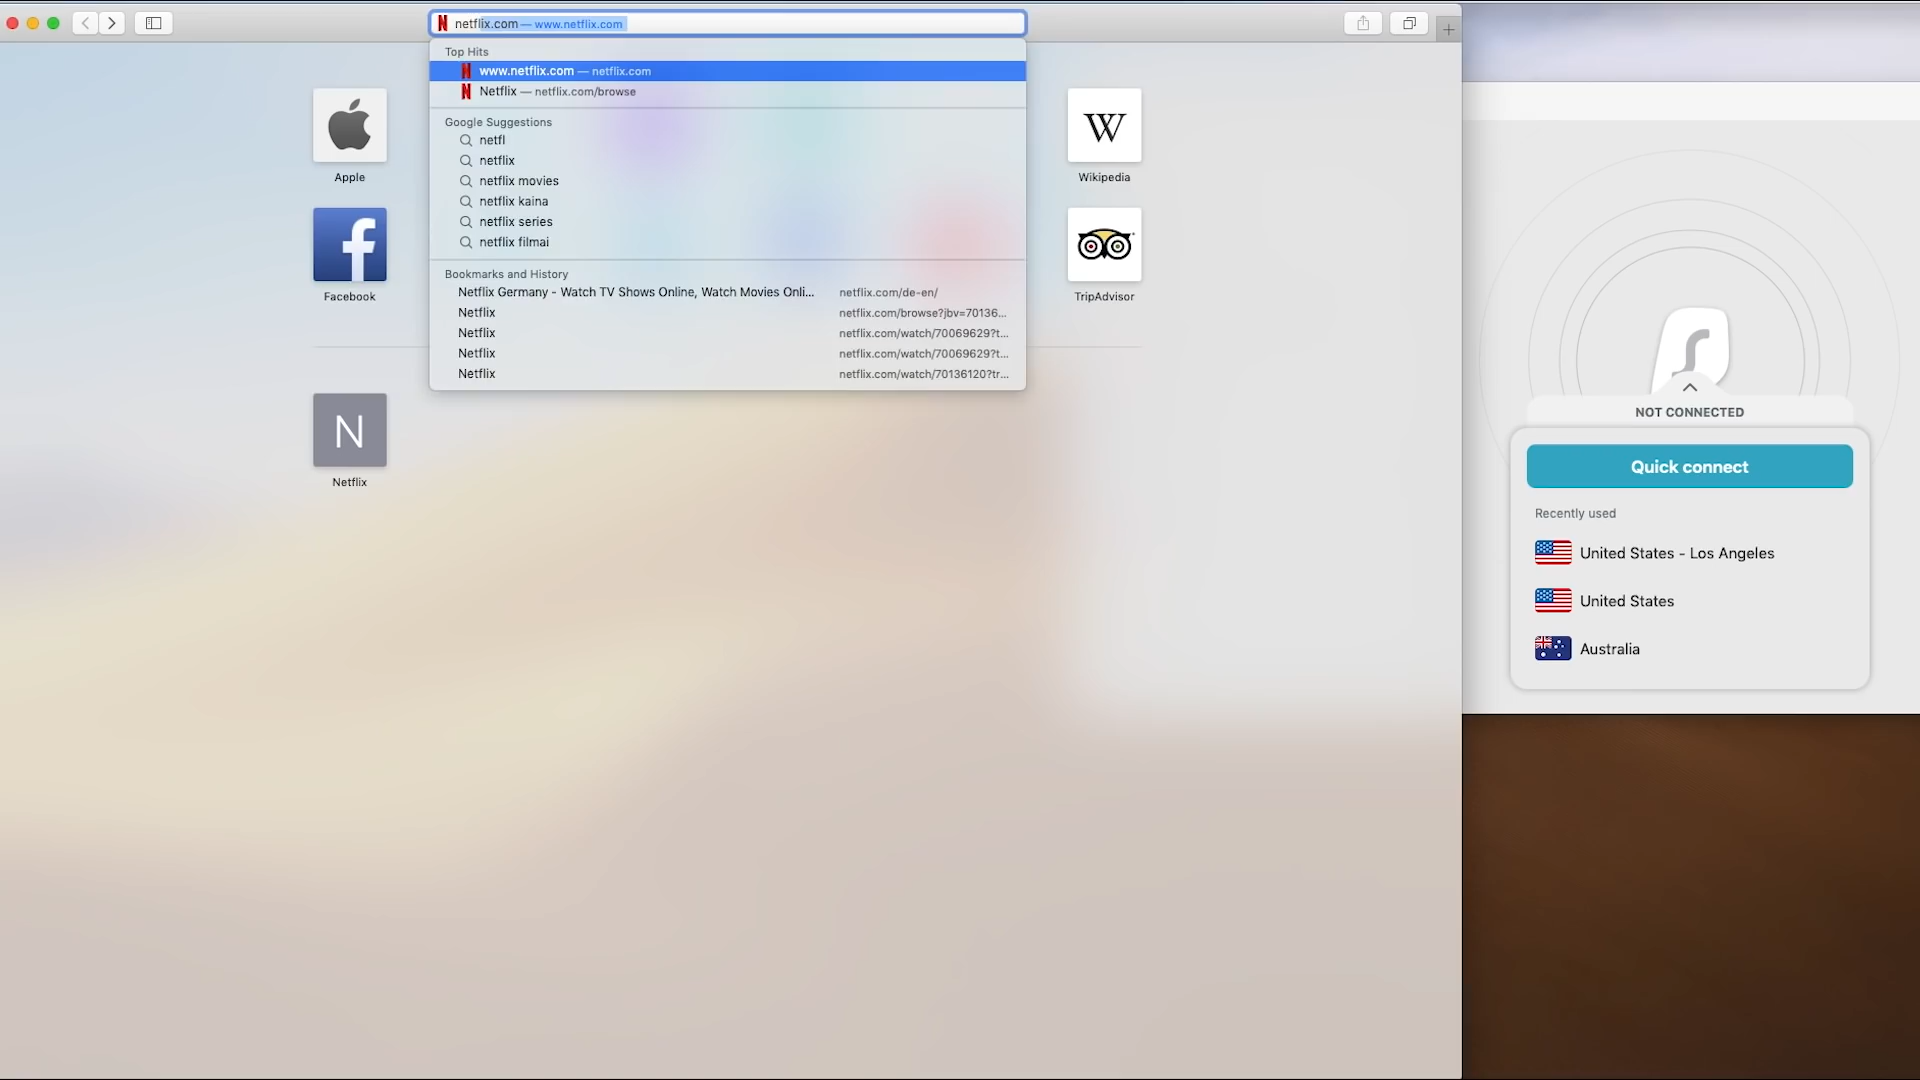 netflix.com — www.netflix.com
Top Hits
www.netflix.com — netflix.com
Netflix — netflix.com/browse
Google Suggestions
netfl
netflix
netflix movies
netflix kaina
netflix series
netflix filmai
Bookmarks and History
Netflix Germany - Watch TV Shows Online, Watch Movies Onli... netflix.com/de-en/
Netflix netflix.com/browse?jbv=70136...
Netflix netflix.com/watch/70069629?t...
Netflix netflix.com/watch/70069629?t...
Netflix netflix.com/watch/70136120?tr...
Apple
Facebook
N
Netflix
W
Wikipedia
TripAdvisor
NOT CONNECTED
Quick connect
Recently used
United States - Los Angeles
United States
Australia